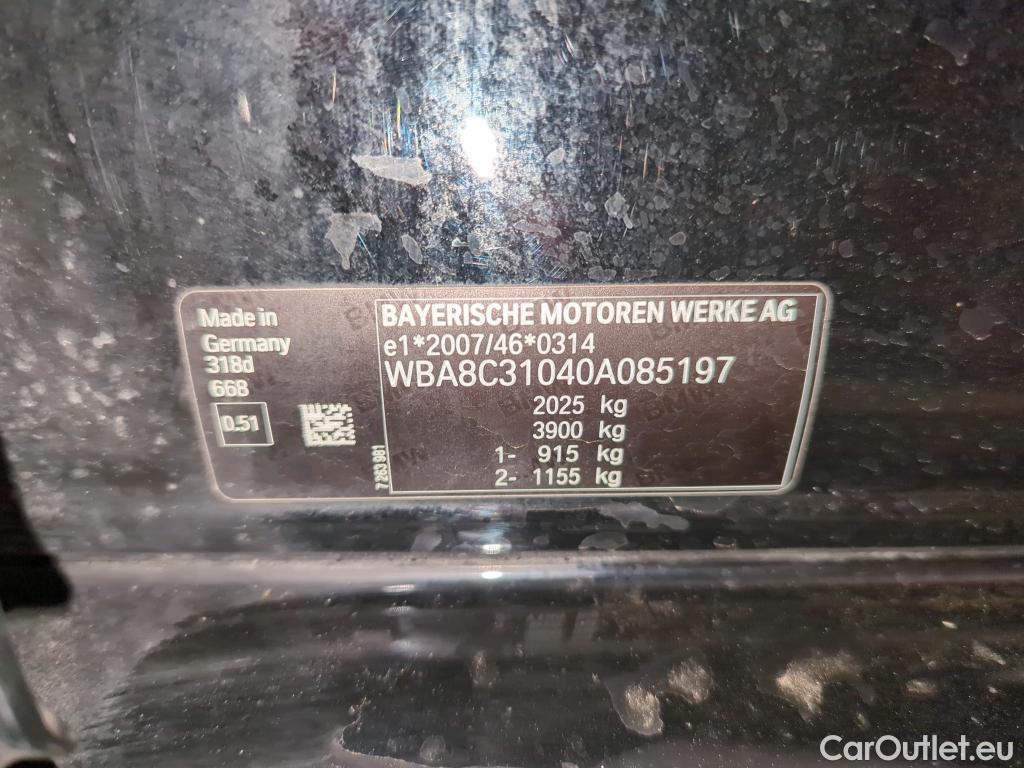 Made in
Germany
318d
668
0.51
7 263 981
BAYERISCHE MOTOREN WERKE AG
e1*2007/46*0314
WBA8C31040A085197
2025 kg
3900 kg
1- 915 kg
2- 1155 kg
CarOutlet.eu